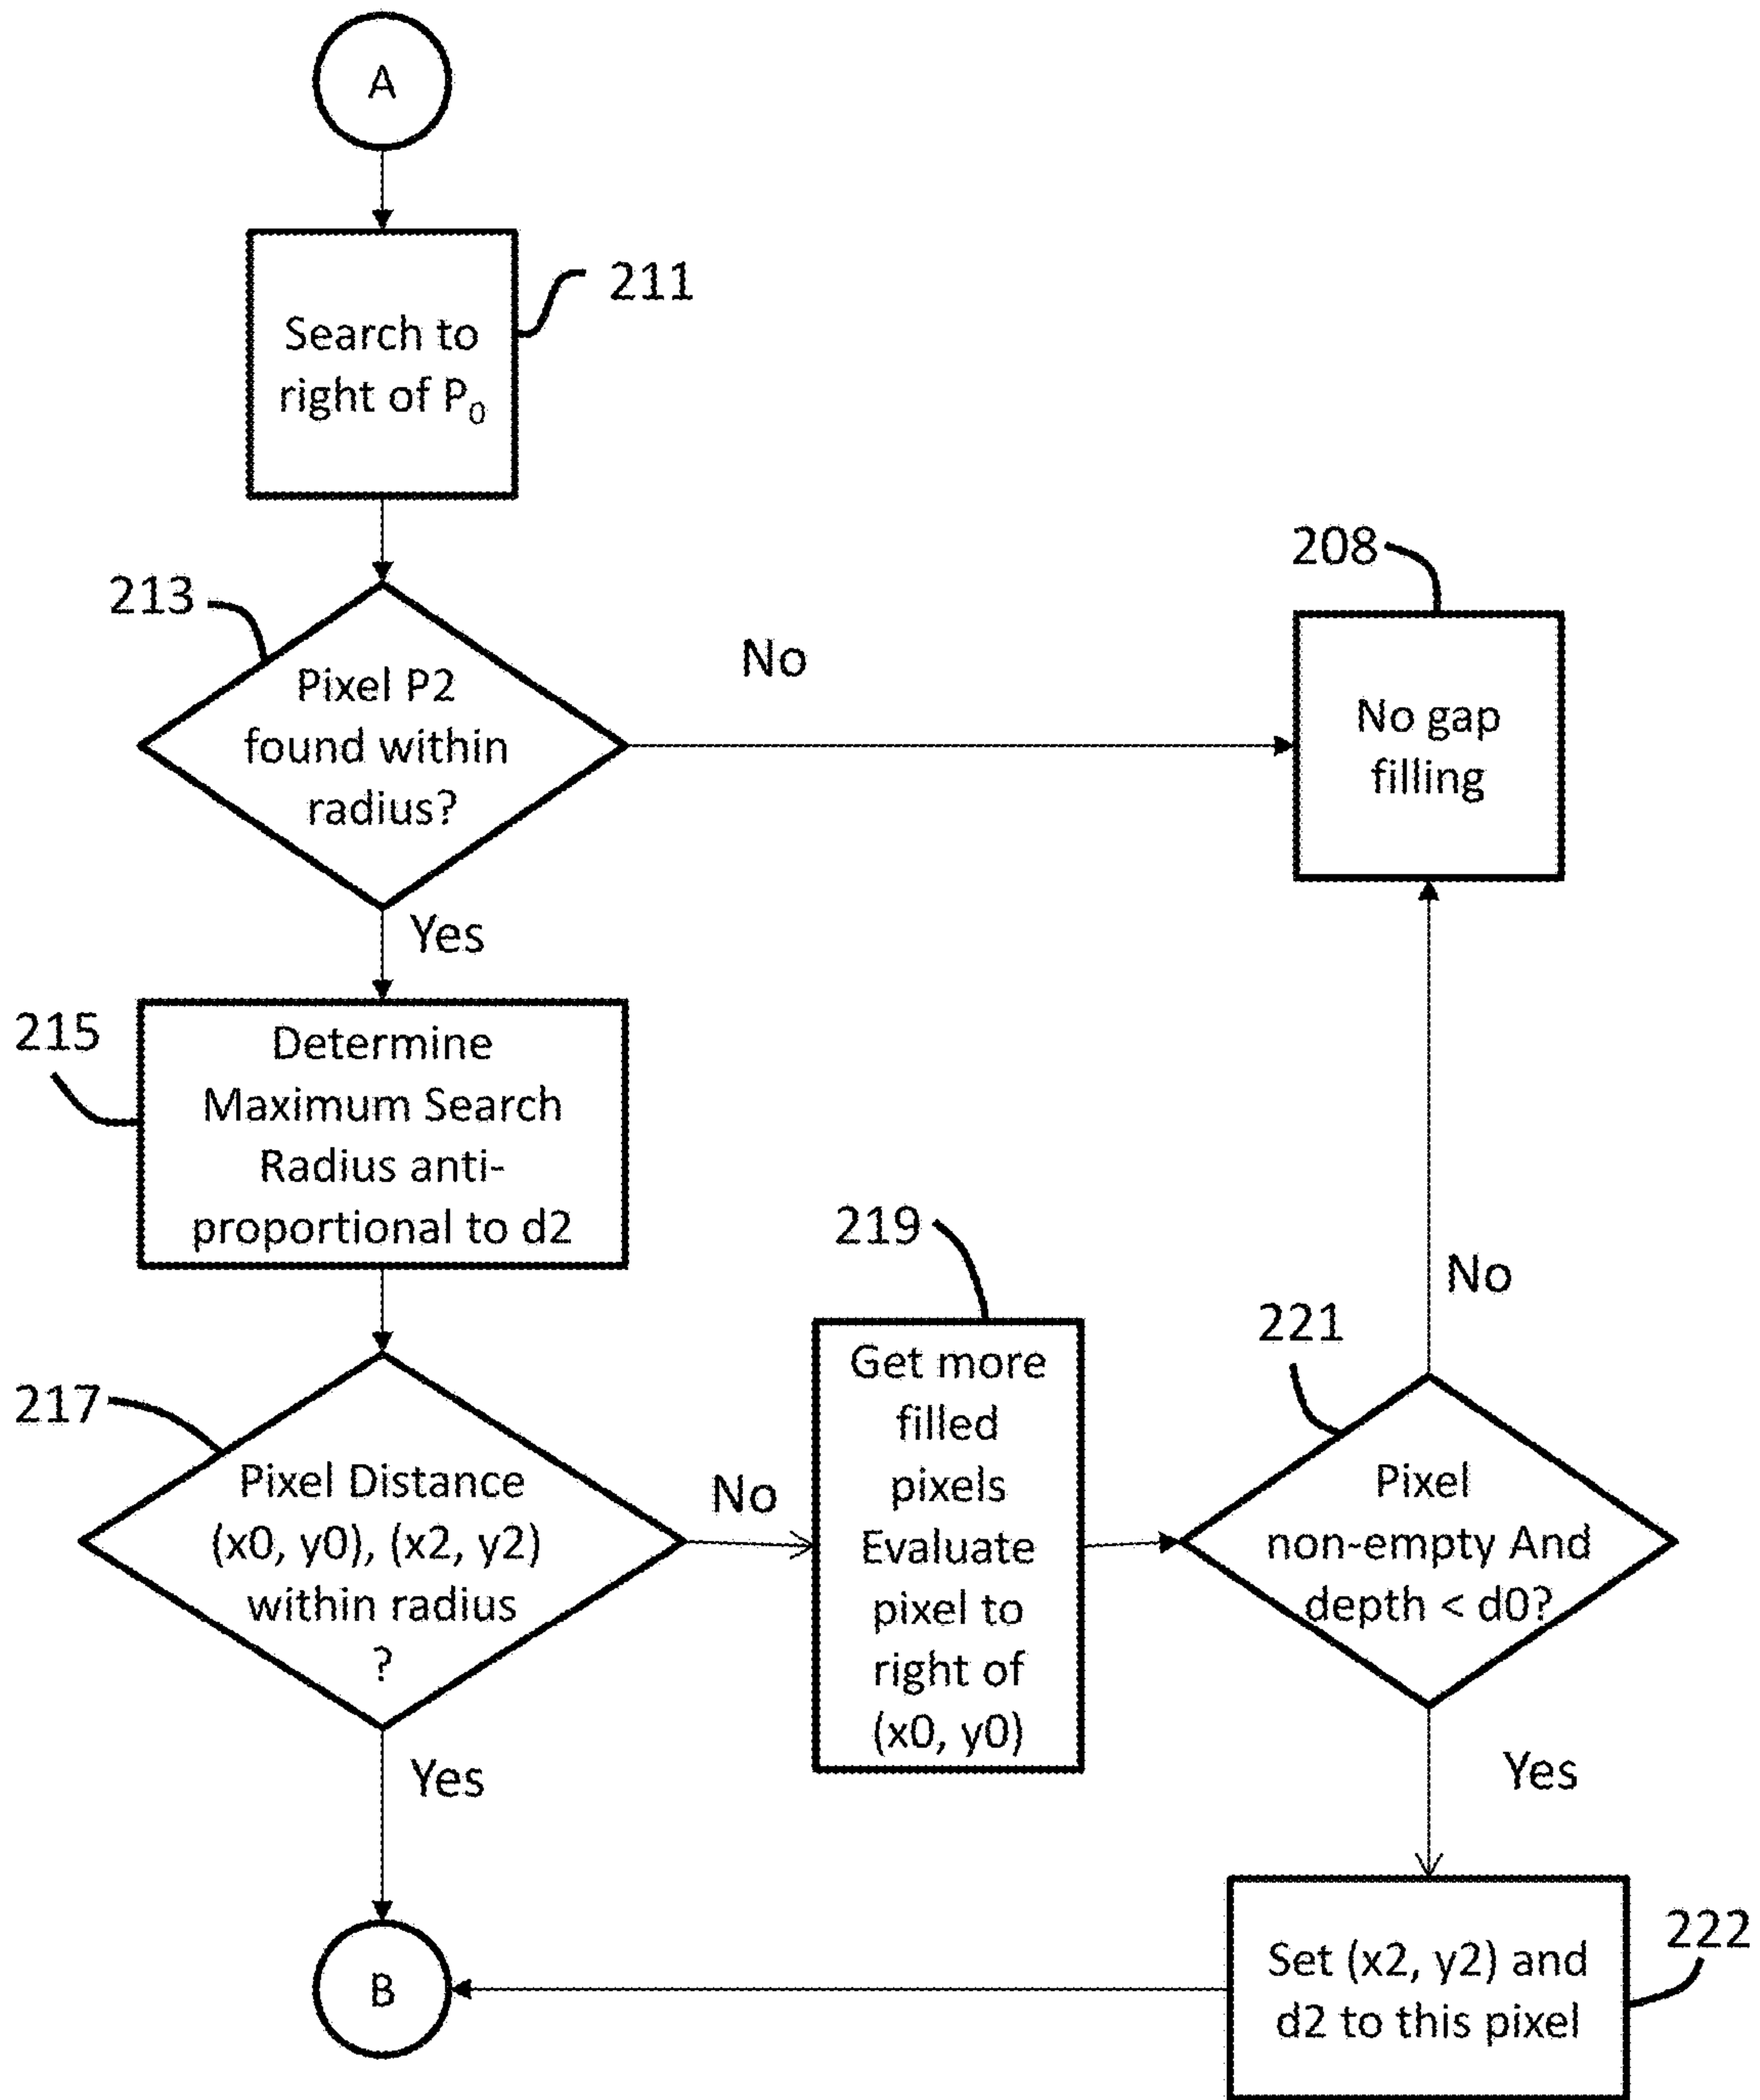 A
211
Search to
right of P₀
208
213
No
Pixel P2
found within
radius?
No gap
filling
Yes
215
Determine
Maximum Search
Radius anti-
proportional to d2
219
No
221
217
Get more
filled
pixels
Evaluate
pixel to
right of
(x0, y0)
Pixel Distance
(x0, y0), (x2, y2)
within radius
?
No
Pixel
non-empty And
depth < d0?
Yes
Yes
222
B
Set (x2, y2) and
d2 to this pixel